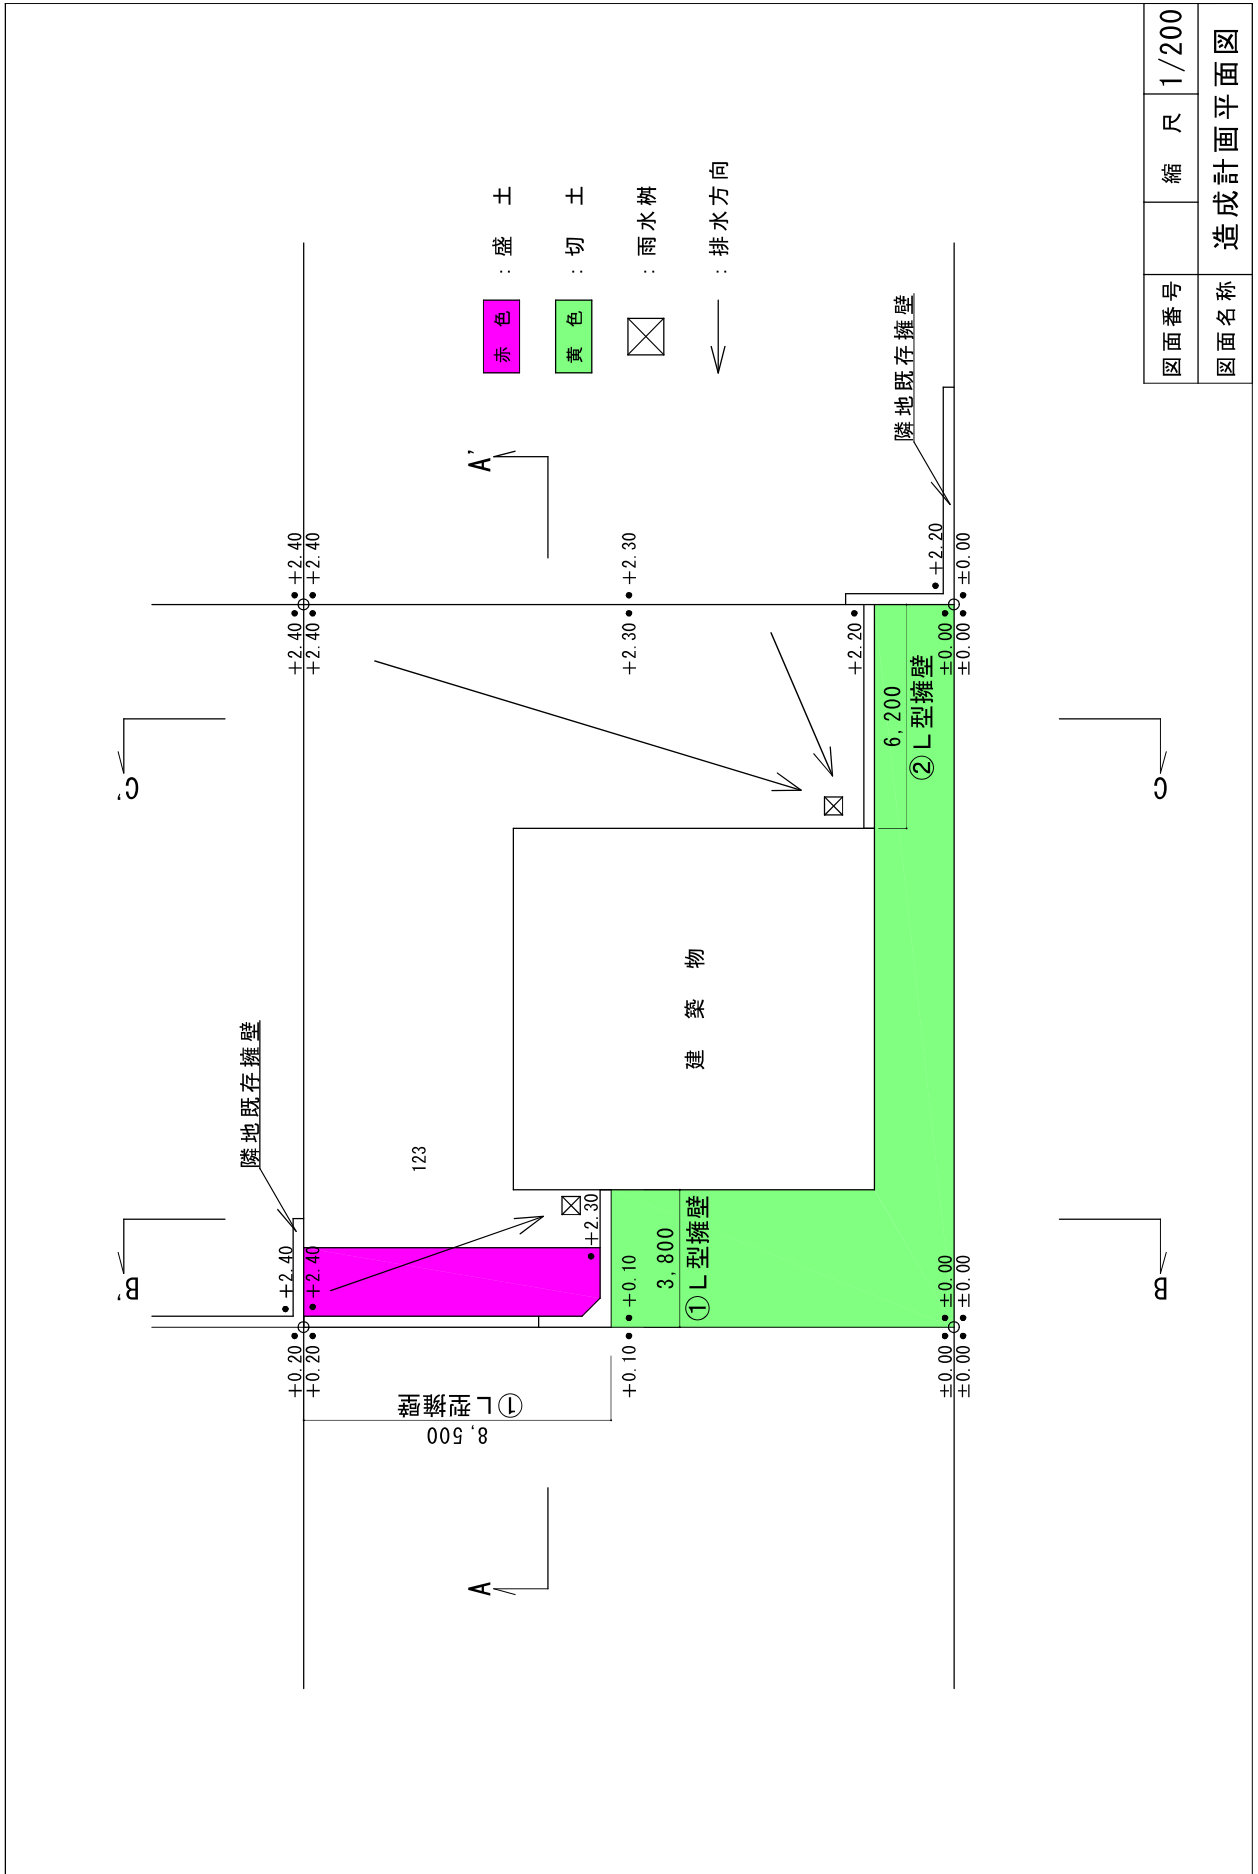 隣地既存擁壁
+0.20
+2.40
+0.20
+2.40
123
+2.40
+2.40
+2.40
+2.40
①L型擁壁
8,500
+2.30
+0.10
+0.10
3,800
①L型擁壁
建築物
+2.30
+2.30
+2.20
6,200
②L型擁壁
+2.20
隣地既存擁壁
±0.00
±0.00
±0.00
±0.00
±0.00
±0.00
±0.00
A
A'
B
B'
C
C'
赤色 : 盛土
黄色 : 切土
: 雨水桝
: 排水方向
図面番号
縮尺 1/200
図面名称 造成計画平面図